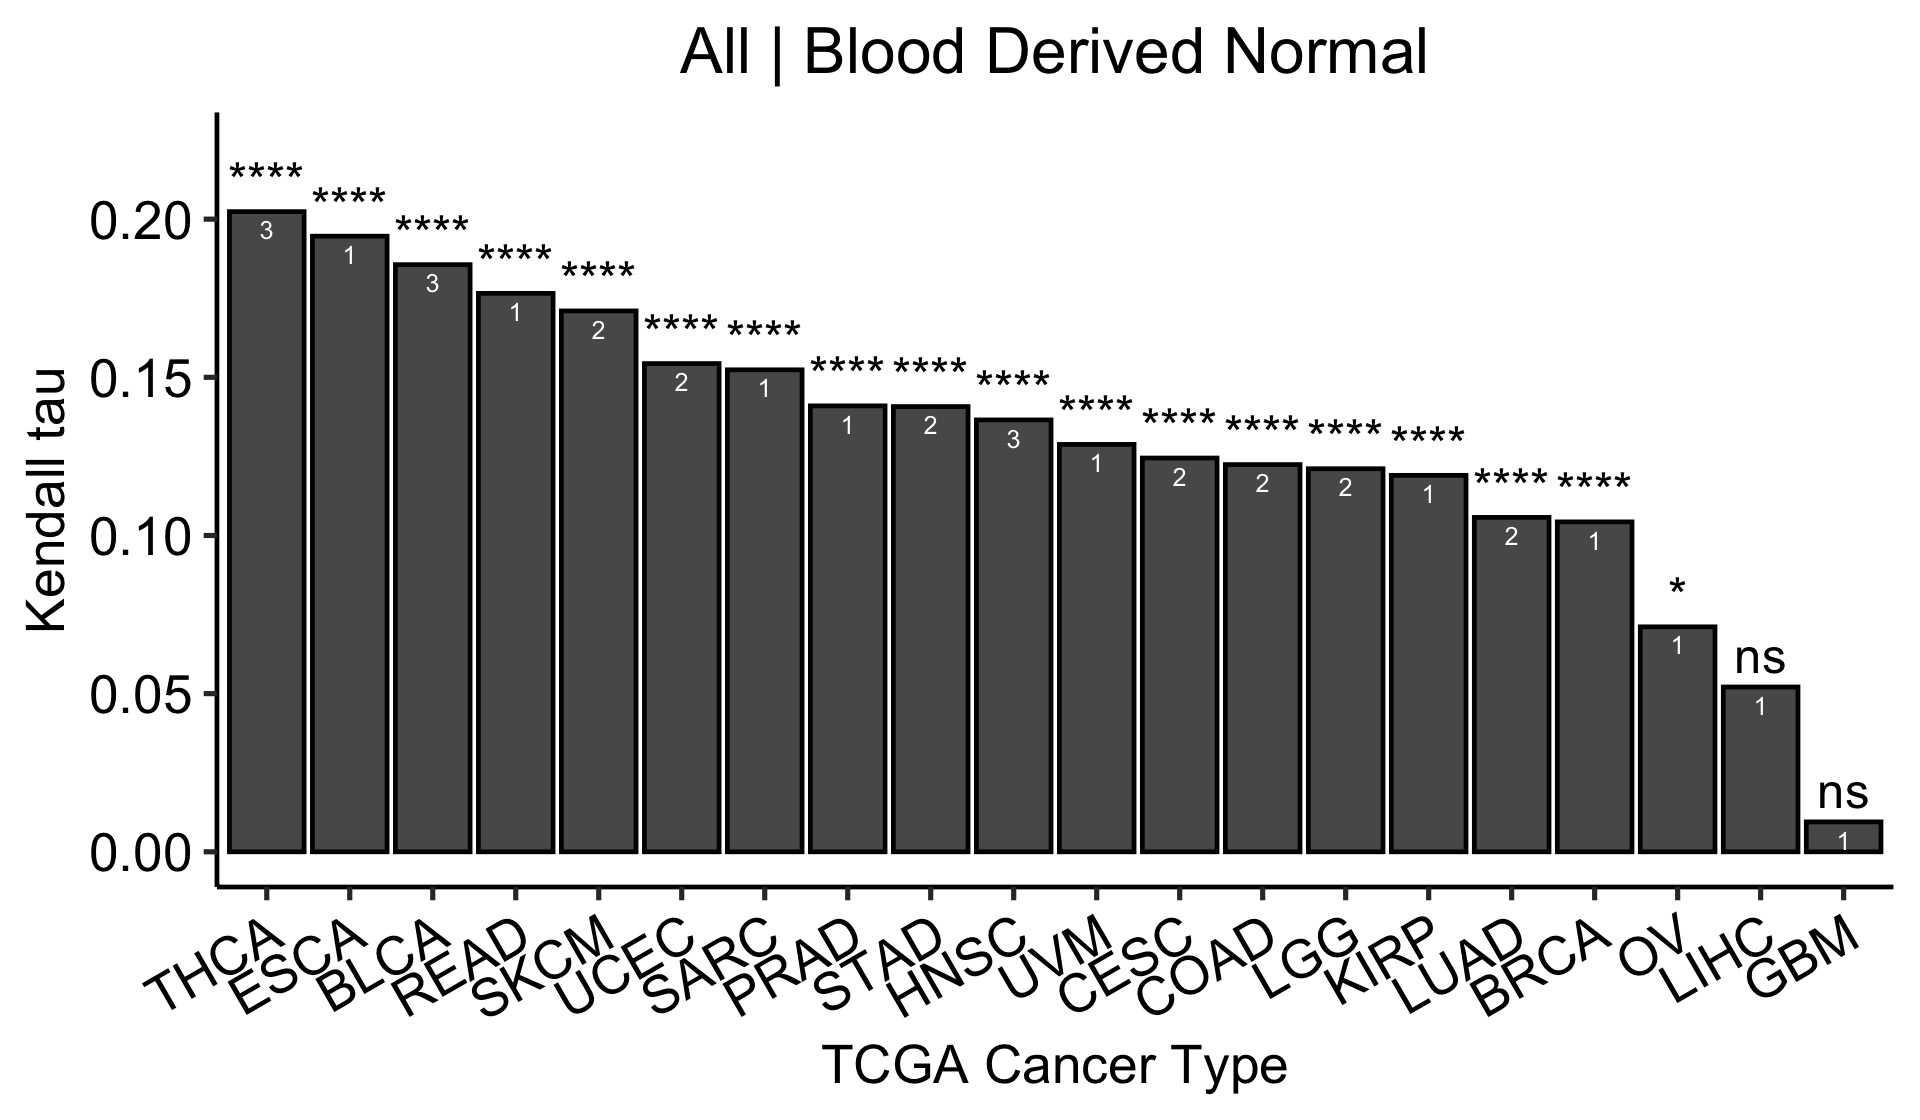 All | Blood Derived Normal
Kendall tau
0.20
0.15
0.10
0.05
0.00
**** **** **** **** **** **** **** **** **** **** **** **** **** **** **** **** **** * ns ns
3 1 3 1 2 2 1 1 2 3 1 2 2 2 1 2 1 1 1 1
THCA ESCA BLCA READ SKCM UCEC SARC PRAD STAD HNSC UVM CESC COAD LGG KIRP LUAD BRCA OV LIHC GBM
TCGA Cancer Type